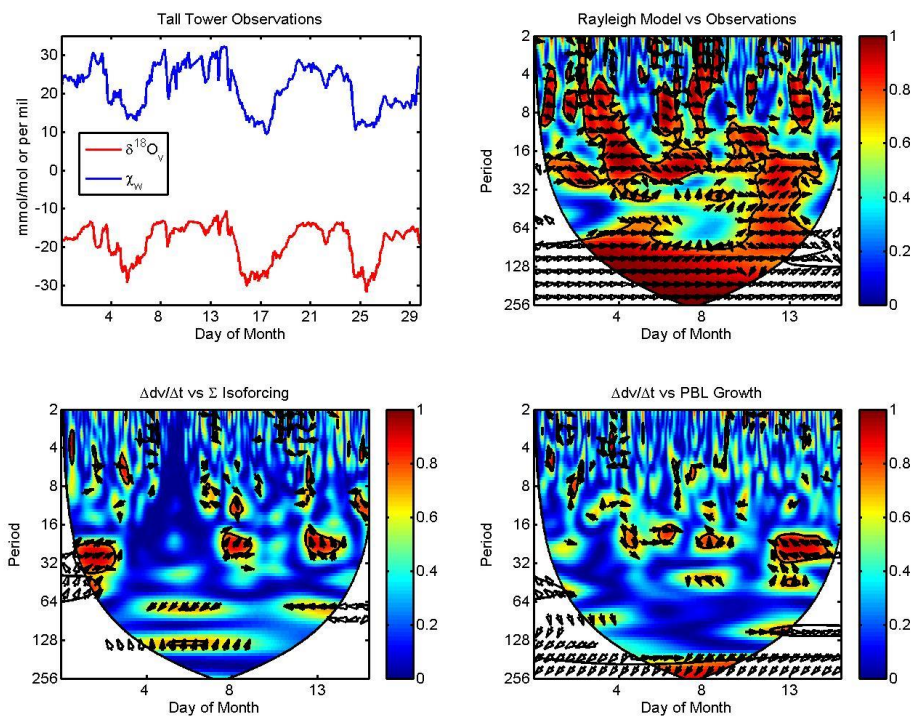 Tall Tower Observations
mmol/mol or per mil
30
20
10
0
-10
-20
-30
δ¹⁸Oᵥ
χ_w
4 8 13 17 21 25 29
Day of Month
Rayleigh Model vs Observations
Period
2
4
8
16
32
64
128
256
4 8 13
Day of Month
1
0.8
0.6
0.4
0.2
0
Δdv/Δt vs Σ Isoforcing
Period
2
4
8
16
32
64
128
256
4 8 13
Day of Month
1
0.8
0.6
0.4
0.2
0
Δdv/Δt vs PBL Growth
Period
2
4
8
16
32
64
128
256
4 8 13
Day of Month
1
0.8
0.6
0.4
0.2
0